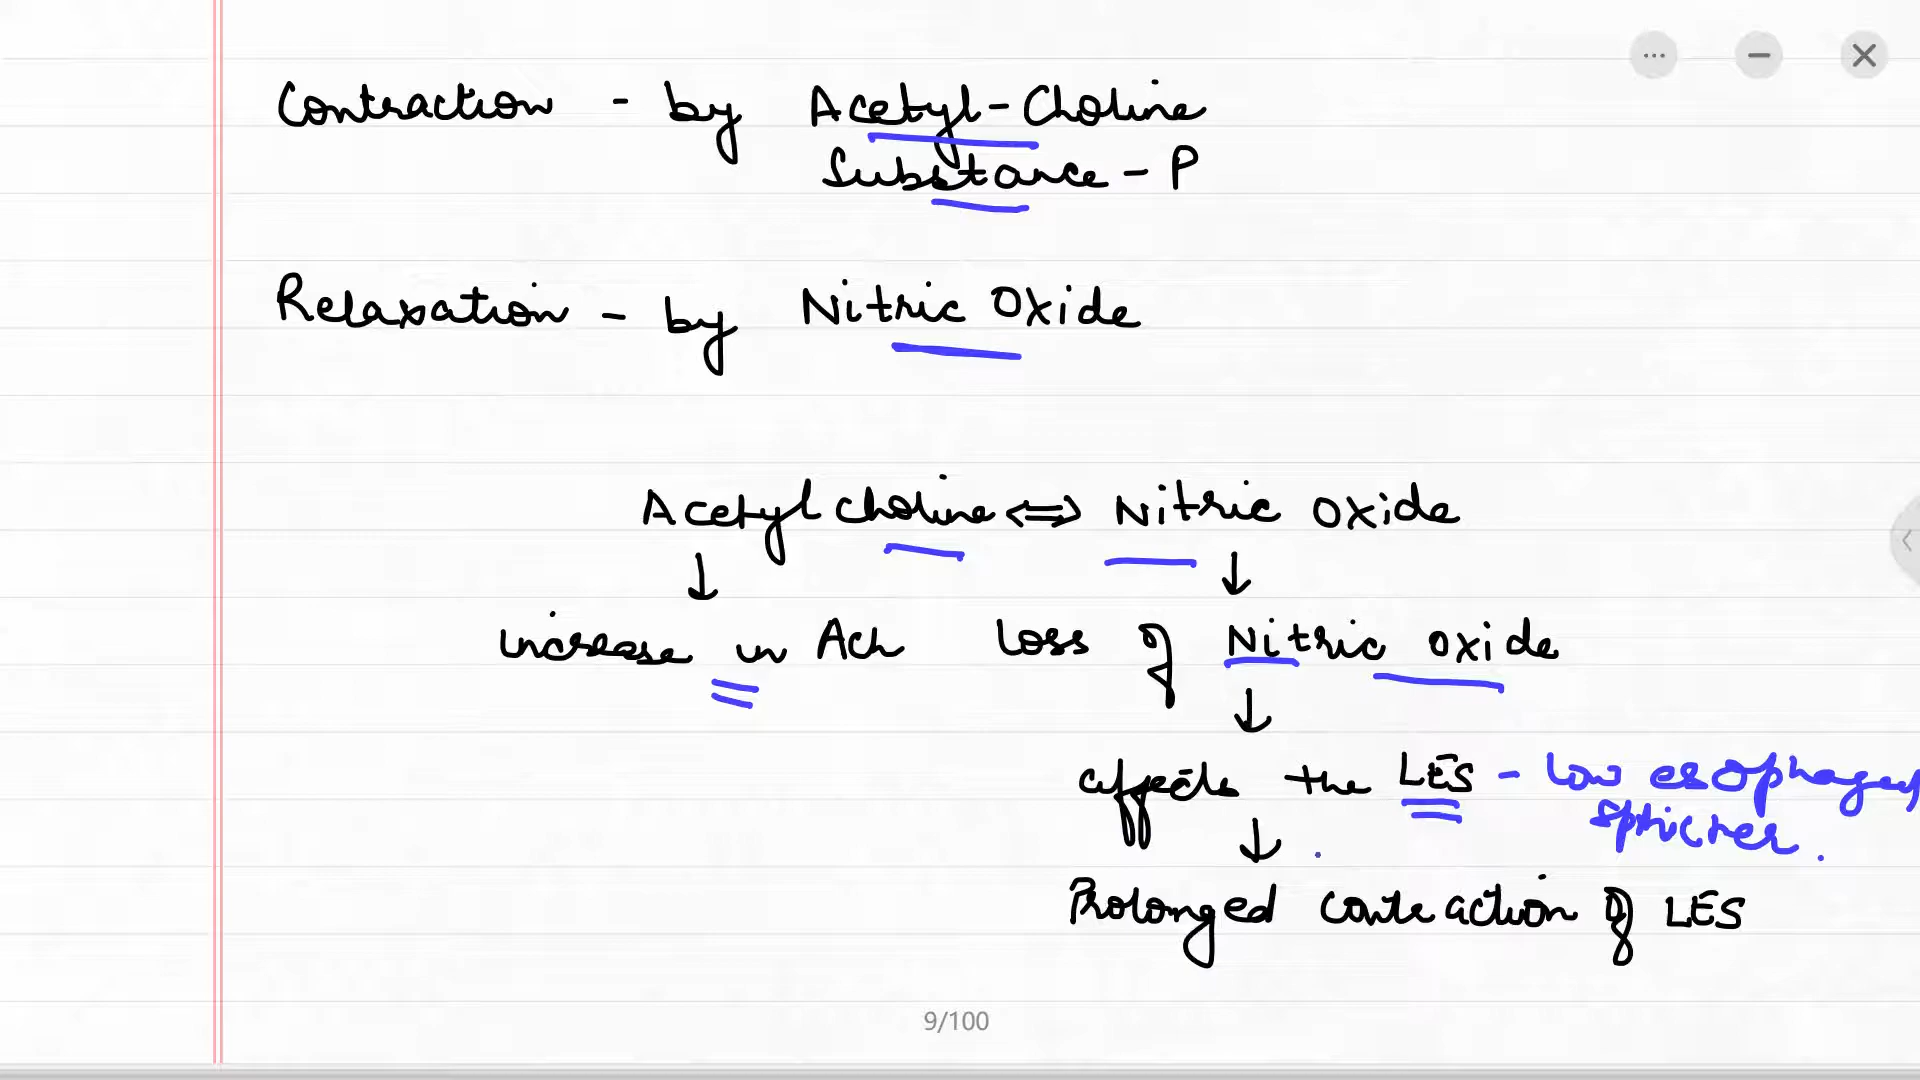 Contraction - by Acetyl-Choline
Substance - P
Relaxation - by Nitric Oxide
Acetyl choline ⇔ Nitric oxide
↓ ↓
increase in Ach loss of Nitric oxide
↓
affects the LES - low esophageal
sphicter.
↓
Prolonged contraction of LES
9/100